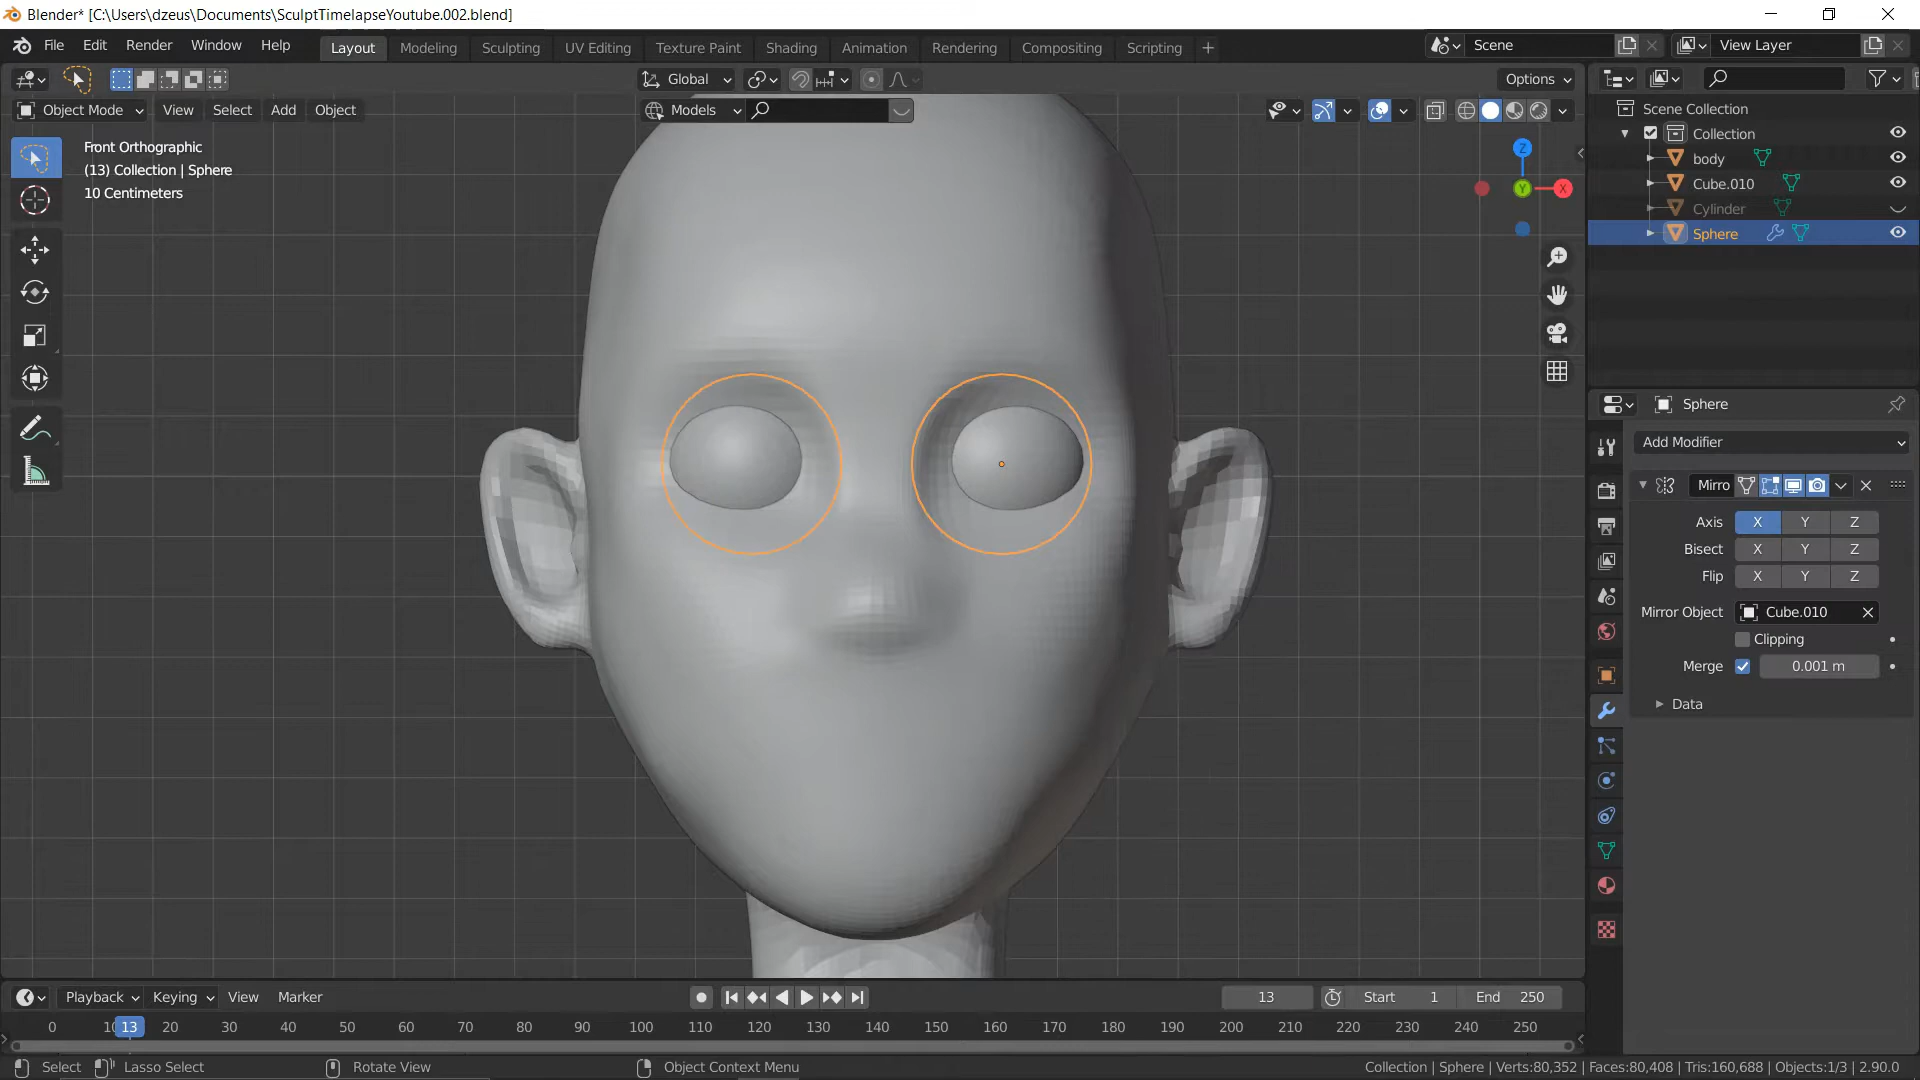 Blender* [C:\Users\dzeus\Documents\SculptTimelapseYoutube.002.blend]
File Edit Render Window Help Layout Modeling Sculpting UV Editing Texture Paint Shading Animation Rendering Compositing Scripting + Scene View Layer
Global Options
Object Mode View Select Add Object Models
Front Orthographic
(13) Collection | Sphere
10 Centimeters
Z
Y
X
Scene Collection
Collection
body
Cube.010
Cylinder
Sphere
Sphere
Add Modifier
Mirro
Axis X Y Z
Bisect X Y Z
Flip X Y Z
Mirror Object Cube.010
Clipping
Merge 0.001 m
Data
Playback Keying View Marker 13 Start 1 End 250
0 10 13 20 30 40 50 60 70 80 90 100 110 120 130 140 150 160 170 180 190 200 210 220 230 240 250
Select Lasso Select Rotate View Object Context Menu Collection | Sphere | Verts:80,352 | Faces:80,408 | Tris:160,688 | Objects:1/3 | 2.90.0